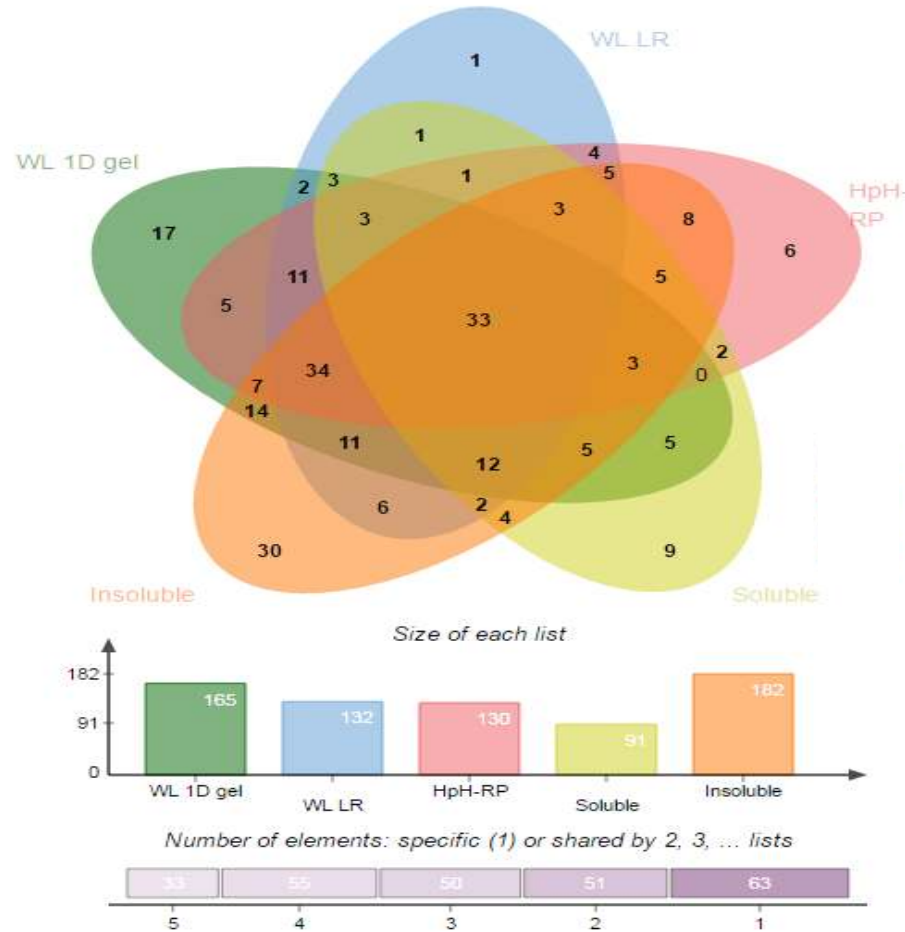 WL LR
1
WL 1D gel
1
4
2 3 1 5
HpH-
RP
17
3 3 8
6
11 5
5
33
2
34 3 0
7
14
11 5 5
12
6 2 4
30 9
Insoluble Soluble
Size of each list
182
91
0
165 132 130 91 182
WL 1D gel WL LR HpH-RP Soluble Insoluble
Number of elements: specific (1) or shared by 2, 3, ... lists
33 55 50 51 63
5 4 3 2 1